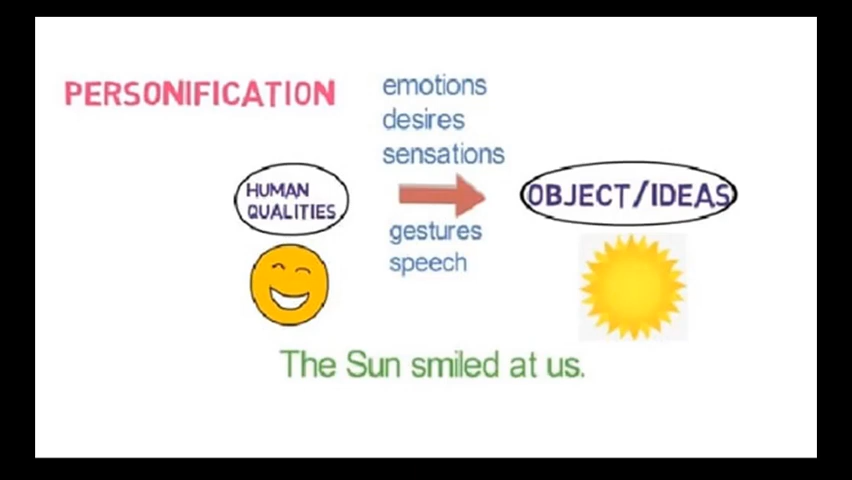 PERSONIFICATION
emotions
desires
sensations
HUMAN
QUALITIES
OBJECT/IDEAS
gestures
speech
The Sun smiled at us.